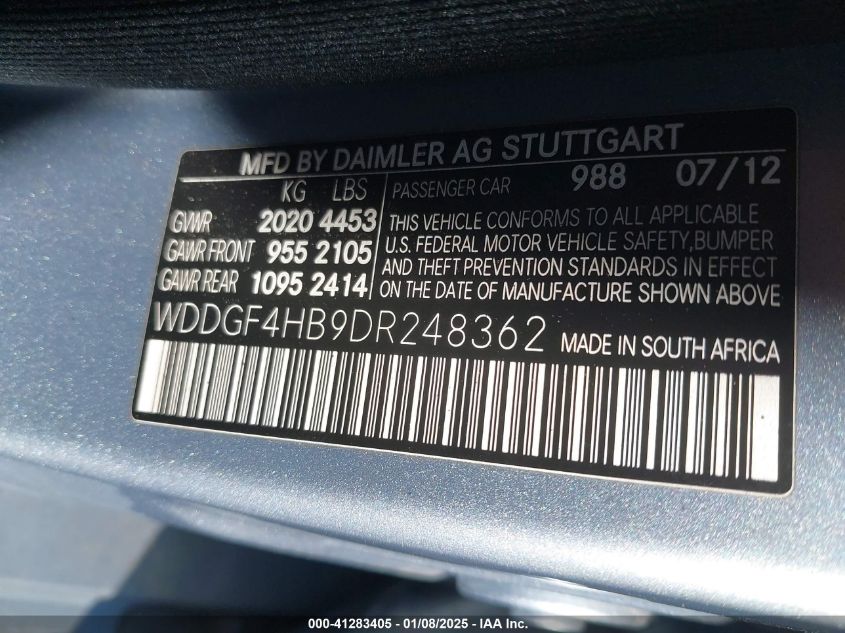 MFD BY DAIMLER AG STUTTGART
KG LBS
GVWR 2020 4453
GAWR FRONT 955 2105
GAWR REAR 1095 2414
PASSENGER CAR 988 07/12
THIS VEHICLE CONFORMS TO ALL APPLICABLE
U.S. FEDERAL MOTOR VEHICLE SAFETY,BUMPER
AND THEFT PREVENTION STANDARDS IN EFFECT
ON THE DATE OF MANUFACTURE SHOWN ABOVE
WDDGF4HB9DR248362 MADE IN SOUTH AFRICA
000-41283405 - 01/08/2025 - © IAA Inc.